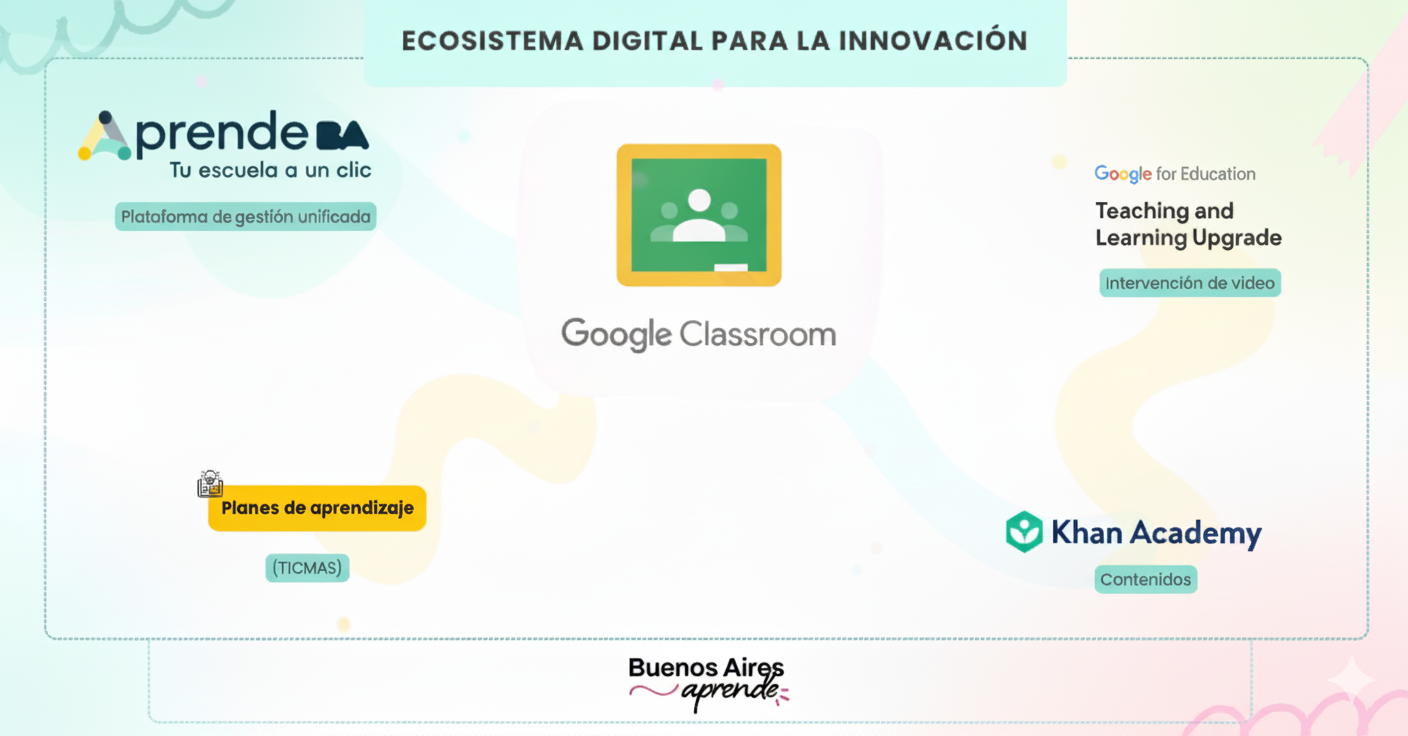 ECOSISTEMA DIGITAL PARA LA INNOVACIÓN
Aprende BA
Tu escuela a un clic
Plataforma de gestión unificada
Google Classroom
Google for Education
Teaching and
Learning Upgrade
Intervención de video
Planes de aprendizaje
(TICMAS)
Khan Academy
Contenidos
Buenos Aires
aprende